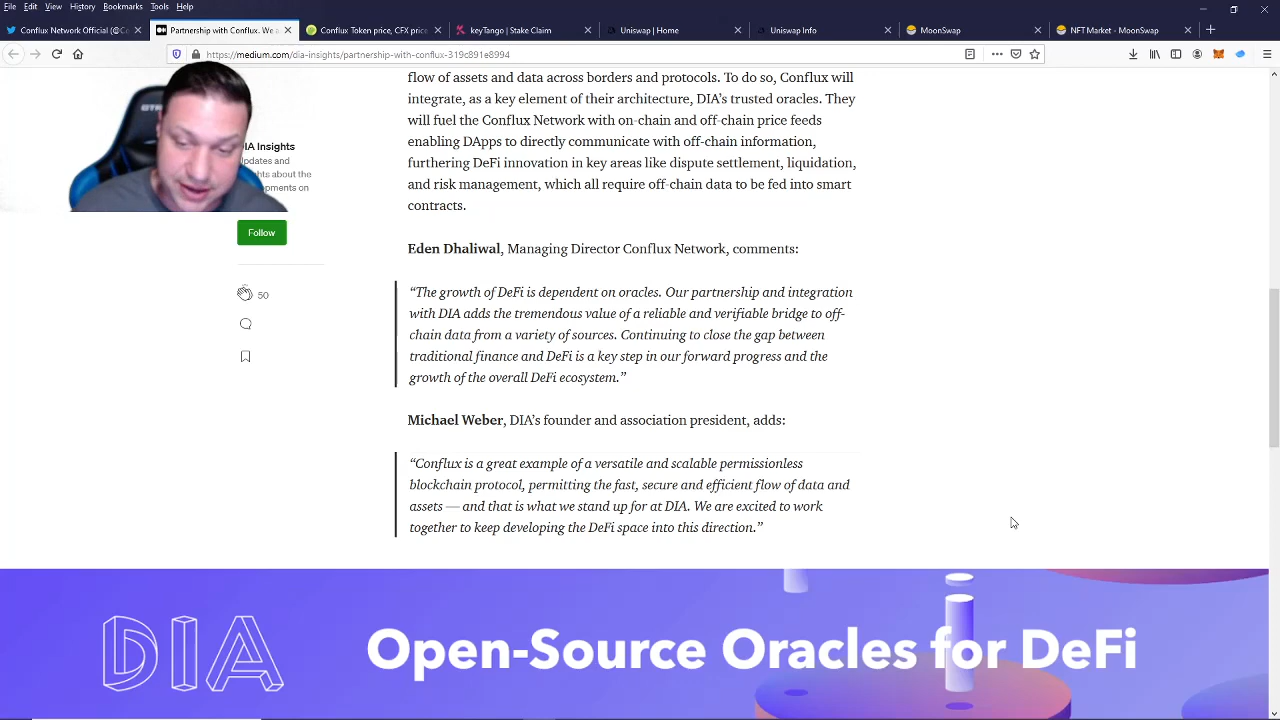 File Edit View History Bookmarks Tools Help
Conflux Network Official (@Co
Partnership with Conflux. We a
Conflux Token price, CFX price
keyTango | Stake Claim
Uniswap | Home
Uniswap Info
MoonSwap
NFT Market - MoonSwap
https://medium.com/dia-insights/partnership-with-conflux-319c891e8994
flow of assets and data across borders and protocols. To do so, Conflux will
integrate, as a key element of their architecture, DIA's trusted oracles. They
will fuel the Conflux Network with on-chain and off-chain price feeds
enabling DApps to directly communicate with off-chain information,
furthering DeFi innovation in key areas like dispute settlement, liquidation,
and risk management, which all require off-chain data to be fed into smart
contracts.
IA Insights
pdates and
ghts about the
opments on
Follow
50
Eden Dhaliwal, Managing Director Conflux Network, comments:
“The growth of DeFi is dependent on oracles. Our partnership and integration
with DIA adds the tremendous value of a reliable and verifiable bridge to off-
chain data from a variety of sources. Continuing to close the gap between
traditional finance and DeFi is a key step in our forward progress and the
growth of the overall DeFi ecosystem.”
Michael Weber, DIA’s founder and association president, adds:
“Conflux is a great example of a versatile and scalable permissionless
blockchain protocol, permitting the fast, secure and efficient flow of data and
assets — and that is what we stand up for at DIA. We are excited to work
together to keep developing the DeFi space into this direction.”
DIA
Open-Source Oracles for DeFi